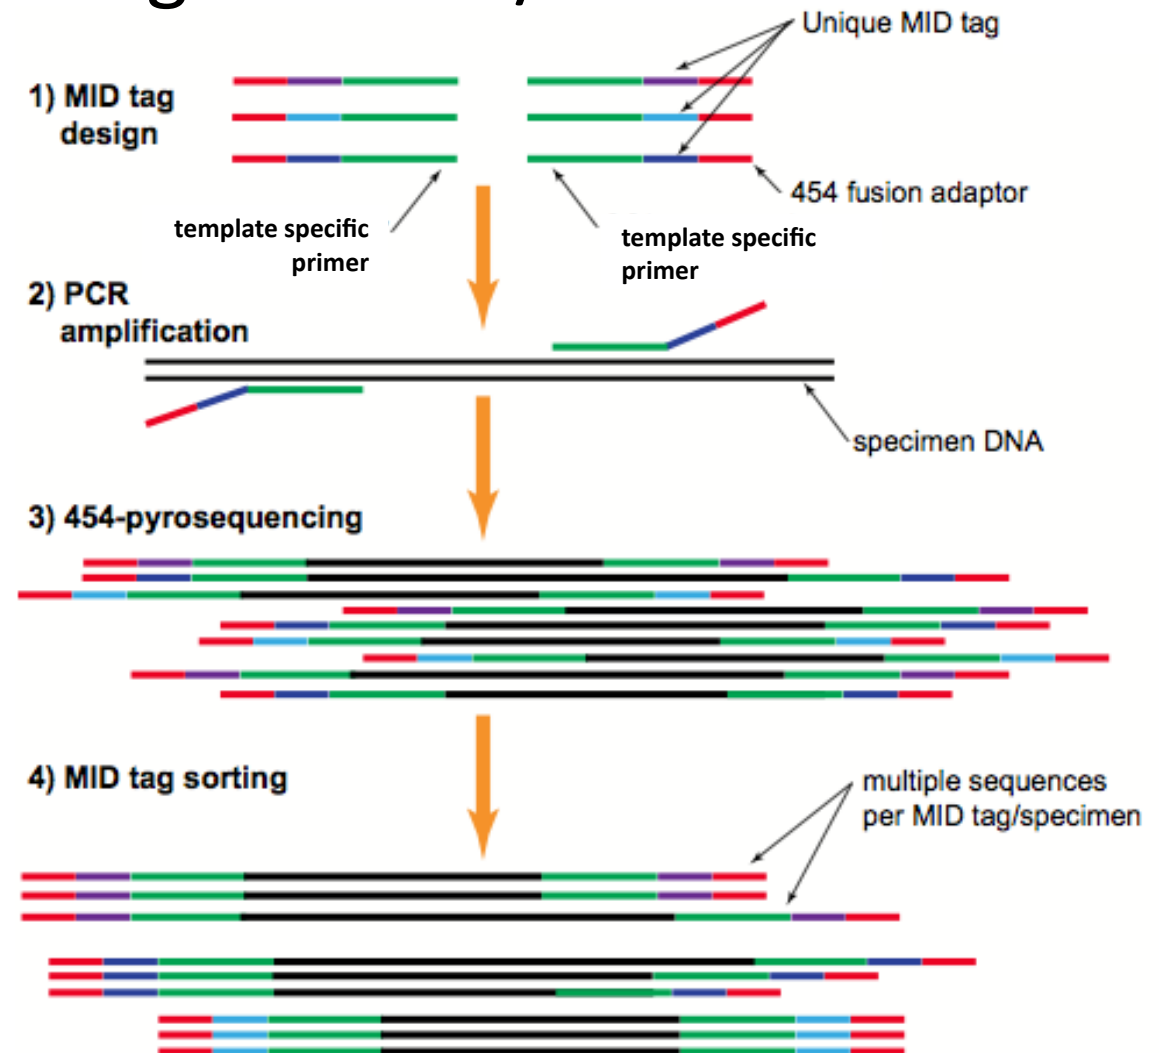 Unique MID tag
1) MID tag
design
454 fusion adaptor
template specific
primer
template specific
primer
2) PCR
amplification
specimen DNA
3) 454-pyrosequencing
4) MID tag sorting
multiple sequences
per MID tag/specimen